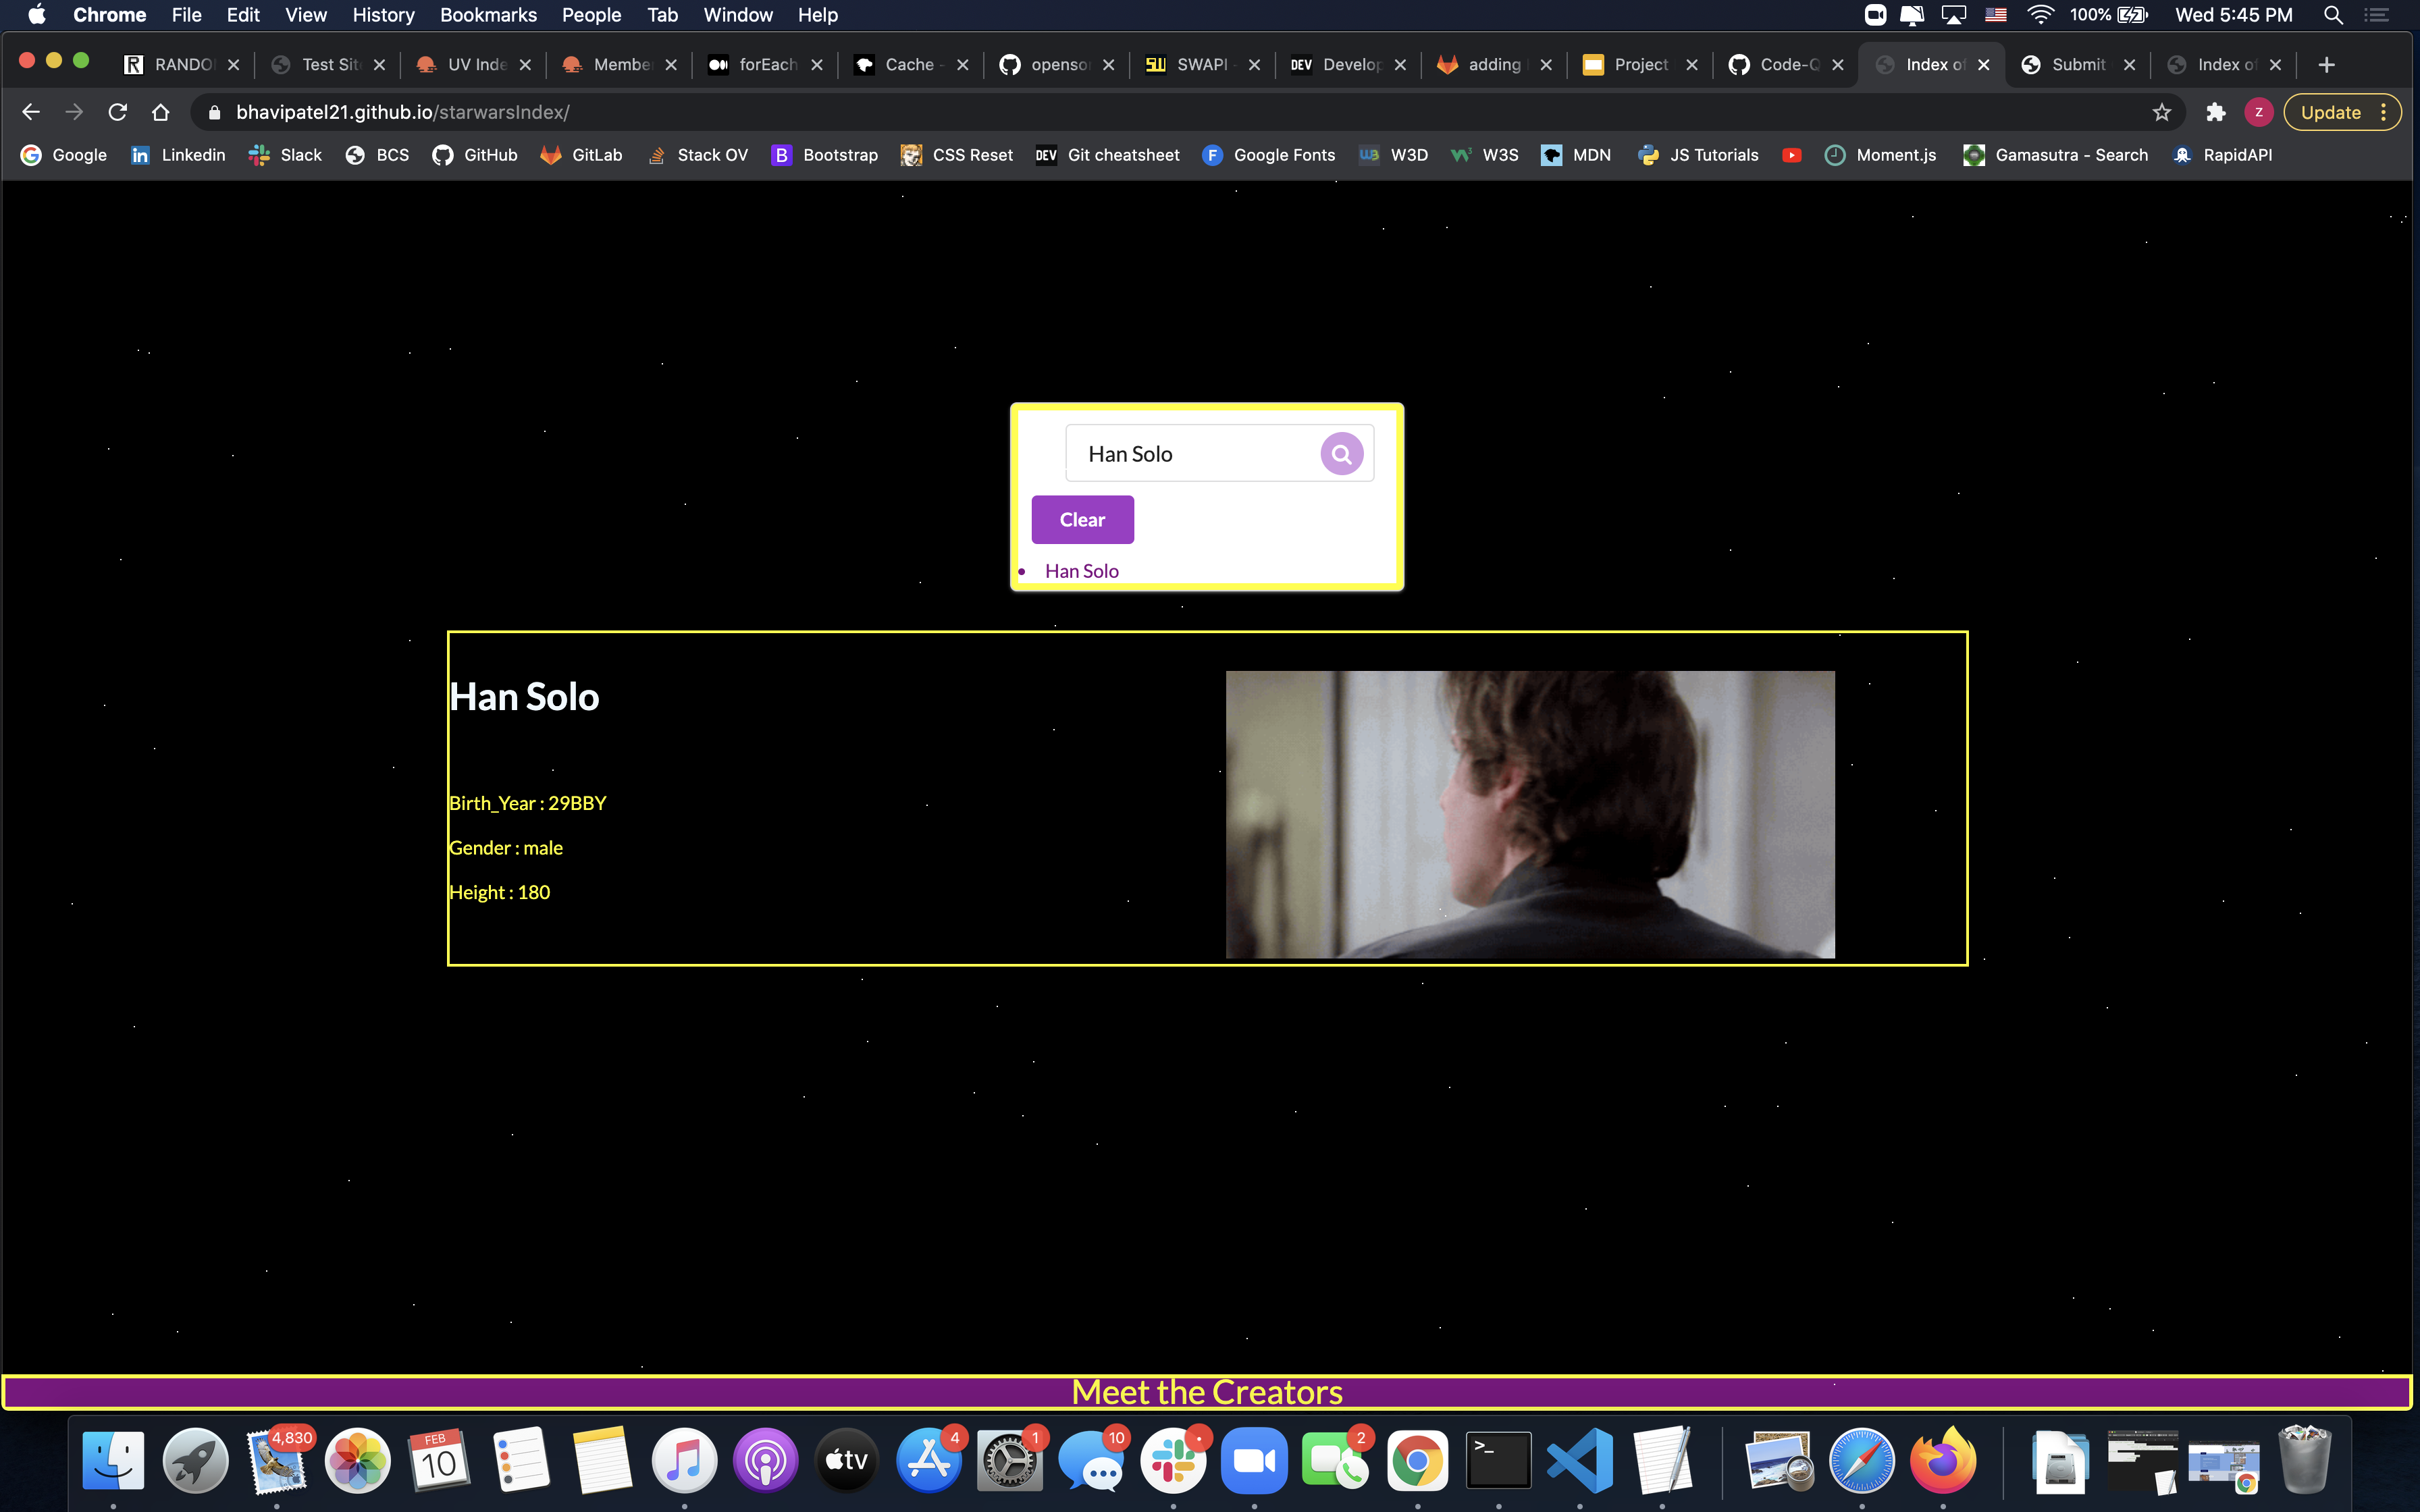 Chrome File Edit View History Bookmarks People Tab Window Help 100% Wed 5:45 PM
R RANDO Test Sit UV Inde Membe forEach Cache - openso SW SWAPI - DEV Develop adding Project Code-Q Index of Submit Index of
bhavipatel21.github.io/starwarsIndex/ Z Update
Google Linkedin Slack BCS GitHub GitLab Stack OV B Bootstrap CSS Reset DEV Git cheatsheet F Google Fonts W3D W3S MDN JS Tutorials Moment.js Gamasutra - Search RapidAPI
Han Solo
Clear
Han Solo
Han Solo
Birth_Year : 29BBY
Gender : male
Height : 180
Meet the Creators
4,830 FEB 10 tv 4 1 10 2 >_